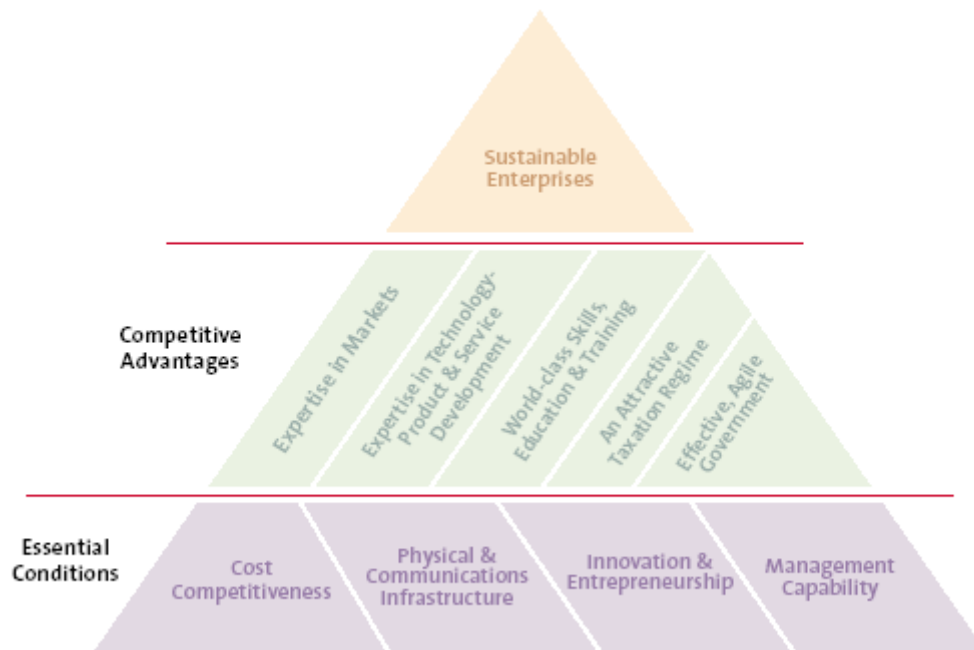 Sustainable
Enterprises
Competitive
Advantages
Expertise in Markets
Expertise in Technology-
Product & Service
Development
World-class Skills,
Education & Training
An Attractive
Taxation Regime
Effective, Agile
Government
Essential
Conditions
Cost
Competitiveness
Physical &
Communications
Infrastructure
Innovation &
Entrepreneurship
Management
Capability